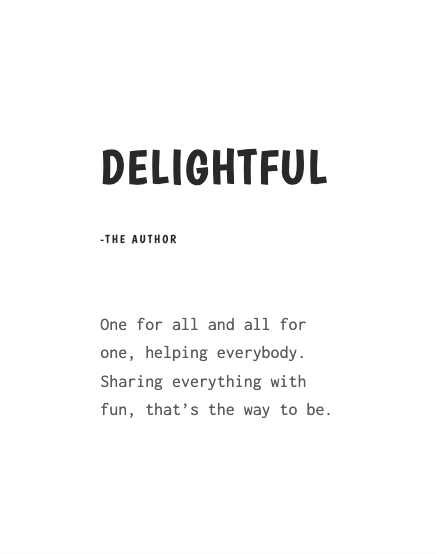 DELIGHTFUL
-THE AUTHOR
One for all and all for
one, helping everybody.
Sharing everything with
fun, that’s the way to be.